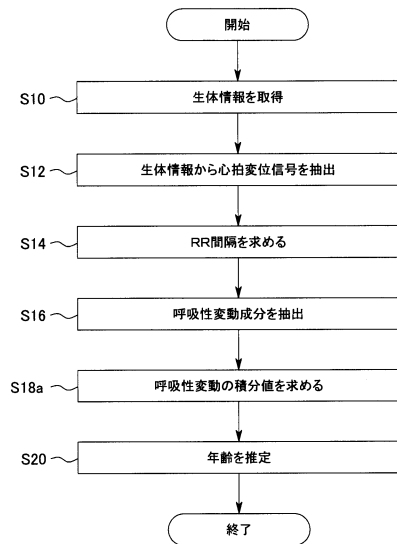 開始
S10 生体情報を取得
S12 生体情報から心拍変位信号を抽出
S14 RR間隔を求める
S16 呼吸性変動成分を抽出
S18a 呼吸性変動の積分値を求める
S20 年齢を推定
終了